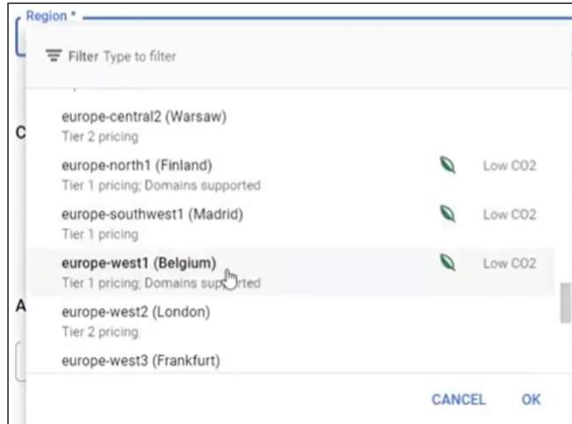 Region *
Filter Type to filter
europe-central2 (Warsaw)
Tier 2 pricing
europe-north1 (Finland)
Low CO2
Tier 1 pricing; Domains supported
europe-southwest1 (Madrid)
Low CO2
Tier 1 pricing
europe-west1 (Belgium)
Low CO2
Tier 1 pricing; Domains supported
europe-west2 (London)
Tier 2 pricing
europe-west3 (Frankfurt)
C
A
CANCEL OK